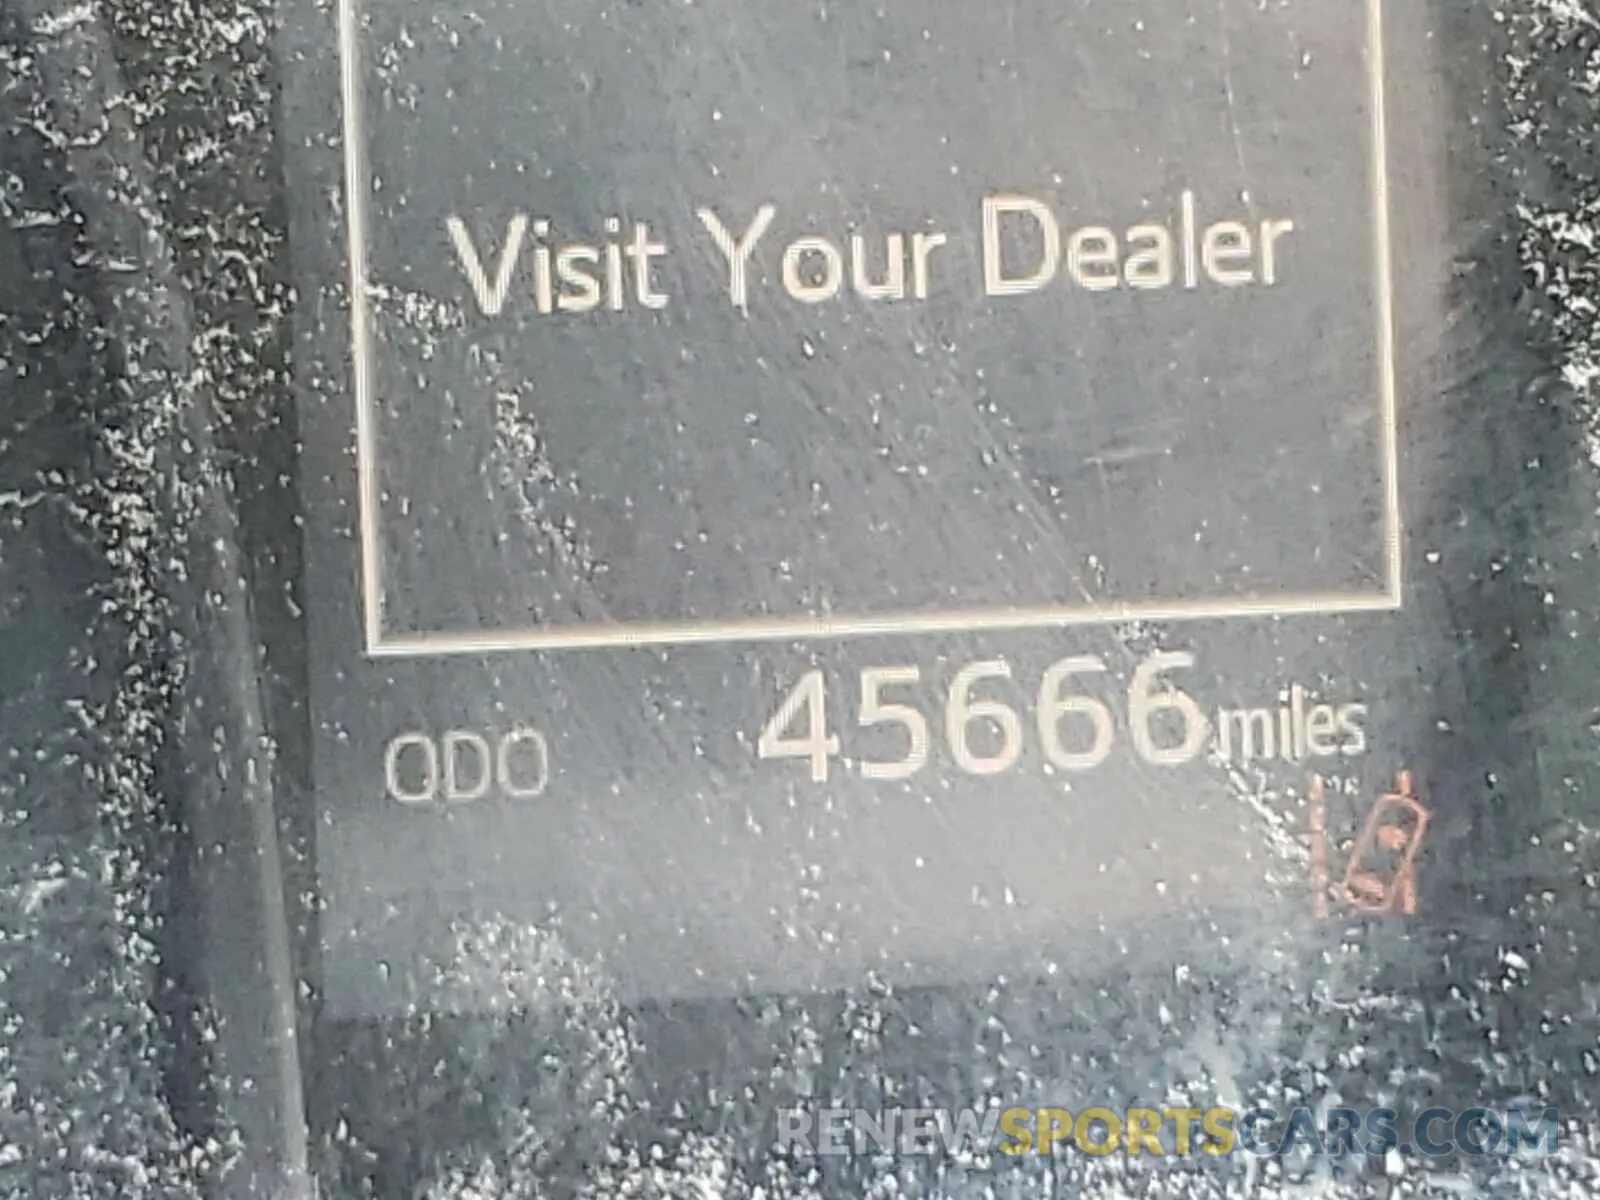 Visit Your Dealer
ODO 45666 miles
RENEWSPORTSCARS.COM